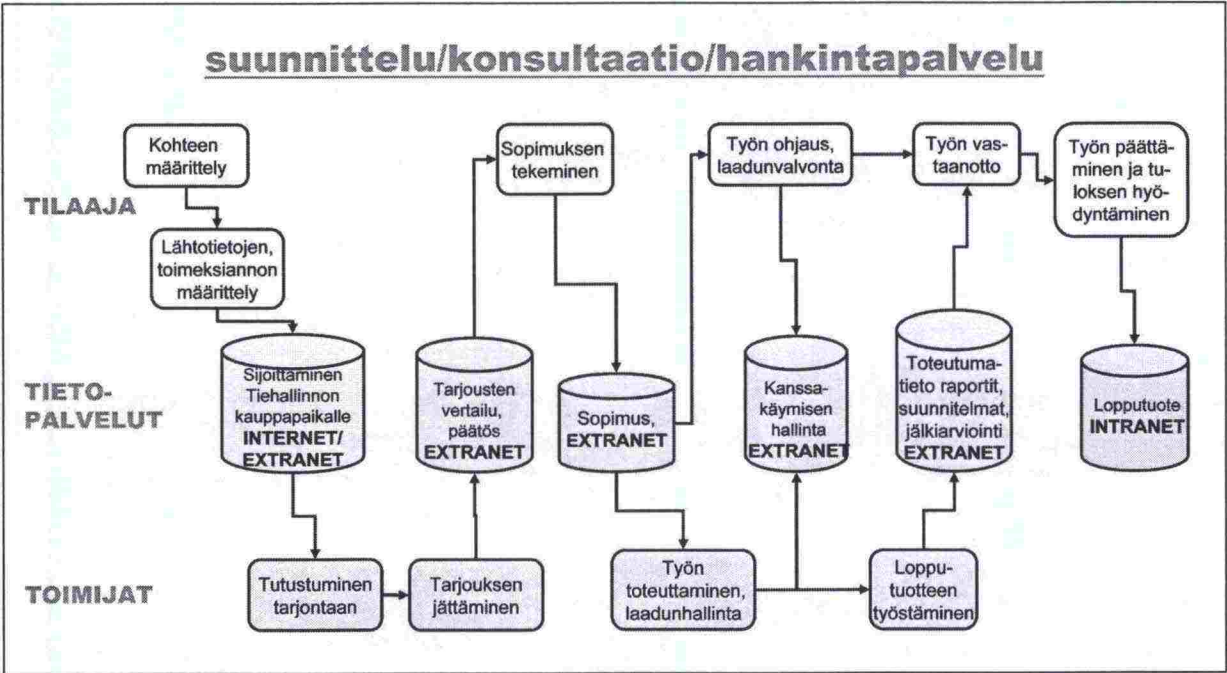 suunnittelu/konsultaatio/hankintapalvelu
TILAAJA
Kohteen
määrittely
Lähtotietojen,
toimeksiannon
määrittely
Sopimuksen
tekeminen
Työn ohjaus,
laadunvalvonta
Työn vas-
taanotto
Työn päättä-
minen ja tu-
loksen hyö-
dyntäminen
TIETO-
PALVELUT
Sijoittaminen
Tiehallinnon
kauppapaikalle
INTERNET/
EXTRANET
Tarjousten
vertailu,
päätös
EXTRANET
Sopimus,
EXTRANET
Kanssa-
käymisen
hallinta
EXTRANET
Toteutuma-
tieto raportit,
suunnitelmat,
jälkiarviointi
EXTRANET
Lopputuote
INTRANET
TOIMIJAT
Tutustuminen
tarjontaan
Tarjouksen
jättäminen
Työn
toteuttaminen,
laadunhallinta
Loppu-
tuotteen
työstäminen